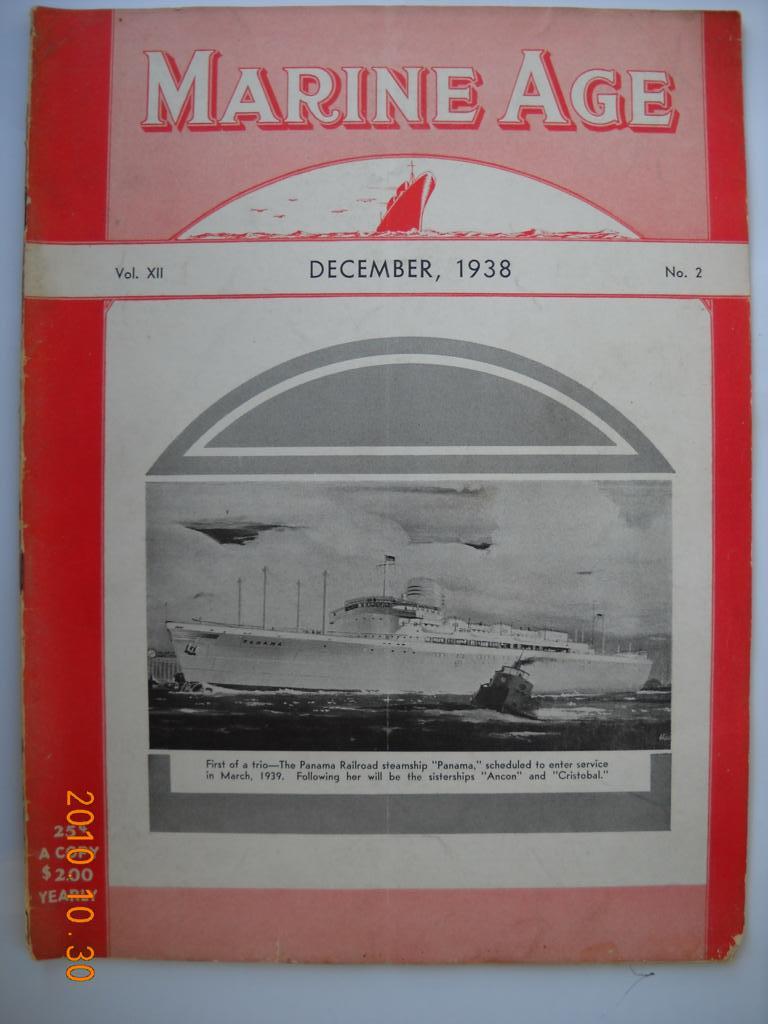 MARINE AGE
Vol. XII
DECEMBER, 1938
No. 2
PANAMA
First of a trio—The Panama Railroad steamship "Panama," scheduled to enter service
in March, 1939. Following her will be the sisterships "Ancon" and "Cristobal."
25¢
A COPY
$2.00
YEARLY
2010.10.30